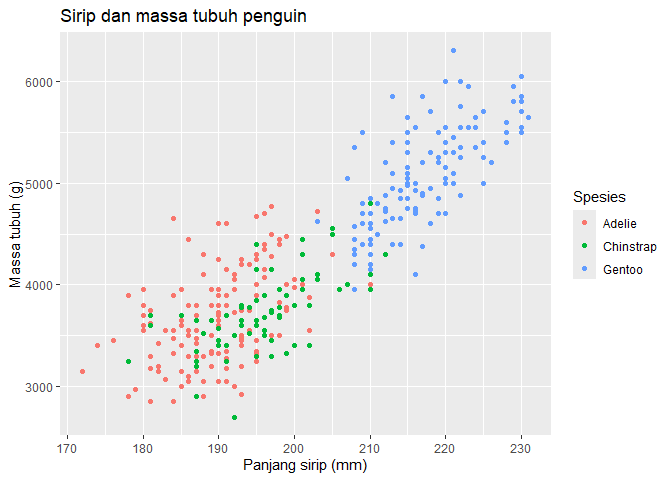 Sirip dan massa tubuh penguin
Massa tubuh (g)
6000
5000
4000
3000
170 180 190 200 210 220 230
Panjang sirip (mm)
Spesies
Adelie
Chinstrap
Gentoo